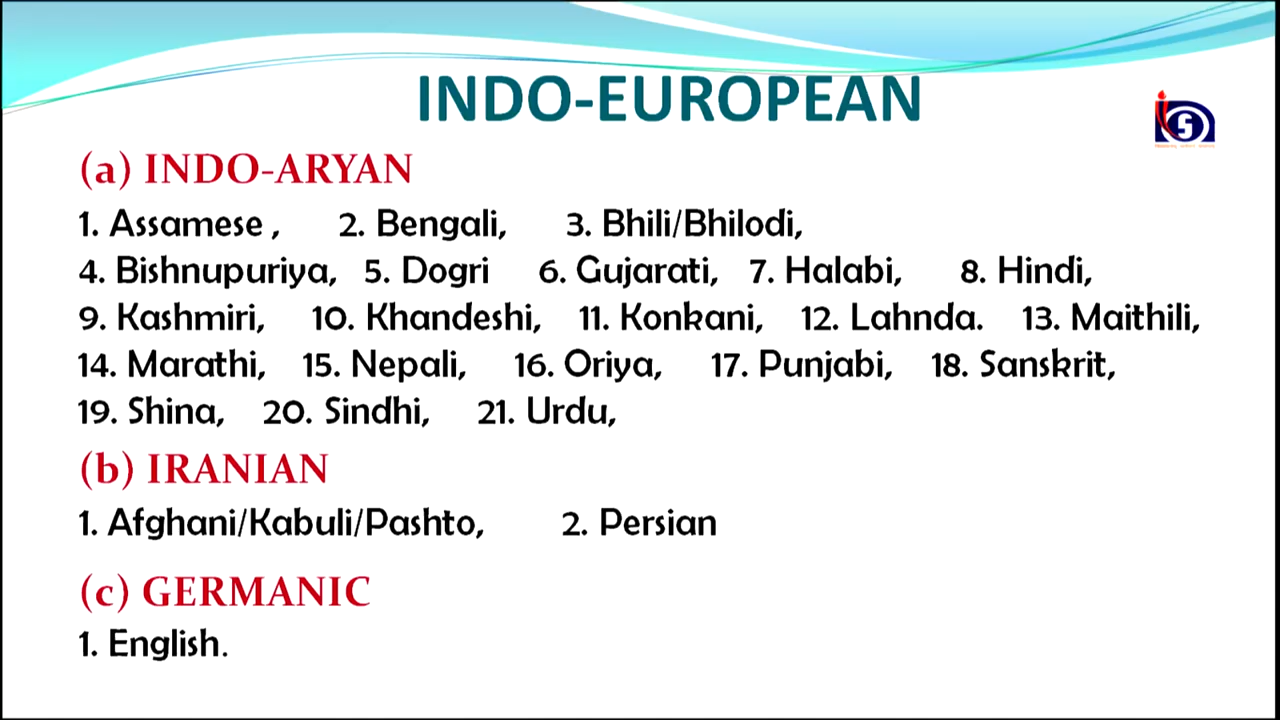 INDO-EUROPEAN
S
(a) INDO-ARYAN
1. Assamese , 2. Bengali, 3. Bhili/Bhilodi,
4. Bishnupuriya, 5. Dogri 6. Gujarati, 7. Halabi, 8. Hindi,
9. Kashmiri, 10. Khandeshi, 11. Konkani, 12. Lahnda. 13. Maithili,
14. Marathi, 15. Nepali, 16. Oriya, 17. Punjabi, 18. Sanskrit,
19. Shina, 20. Sindhi, 21. Urdu,
(b) IRANIAN
1. Afghani/Kabuli/Pashto, 2. Persian
(c) GERMANIC
1. English.